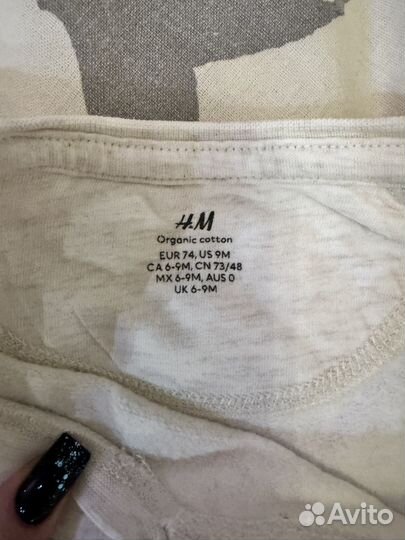 H&M
Organic cotton
EUR 74, US 9M
CA 6-9M, CN 73/48
MX 6-9M, AUS 0
UK 6-9M
Avito